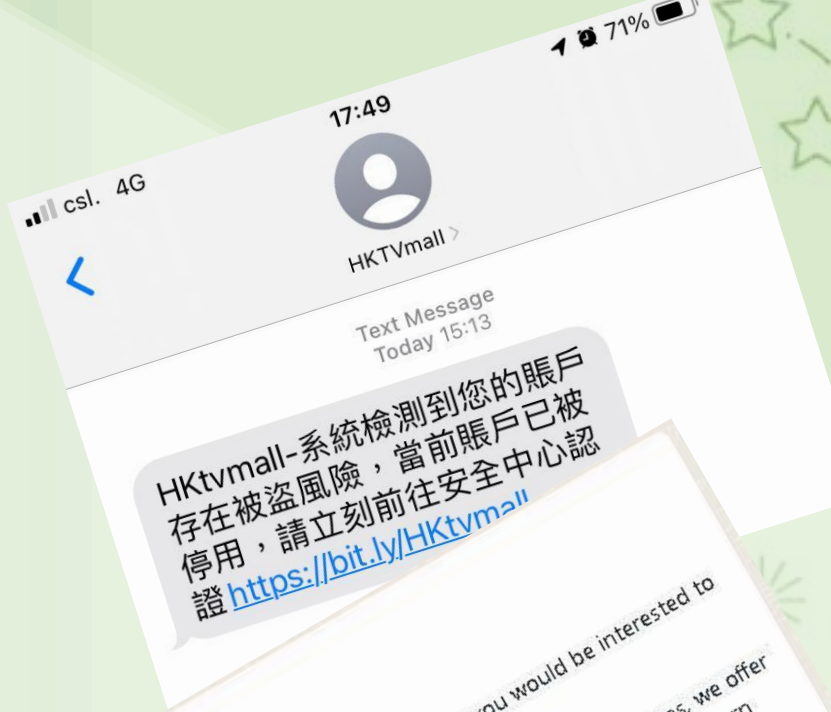 csl. 4G
17:49
71%
HKTVmall
Text Message
Today 15:13
HKtvmall-系統檢測到您的賬戶
存在被盜風險，當前賬戶已被
停用，請立刻前往安全中心認
證 https://bit.ly/HKtvmall
you would be interested to
we offer